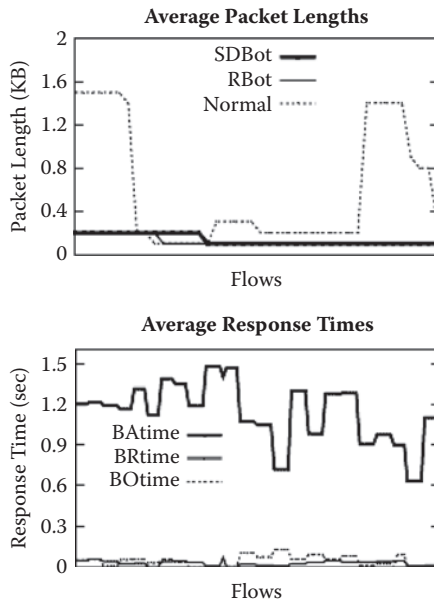 Average Packet Lengths
Packet Length (KB)
2
1.6
1.2
0.8
0.4
0
SDBot
RBot
Normal
Flows
Average Response Times
Response Time (sec)
1.5
1.2
0.9
0.6
0.3
0
BAtime
BRtime
BOtime
Flows